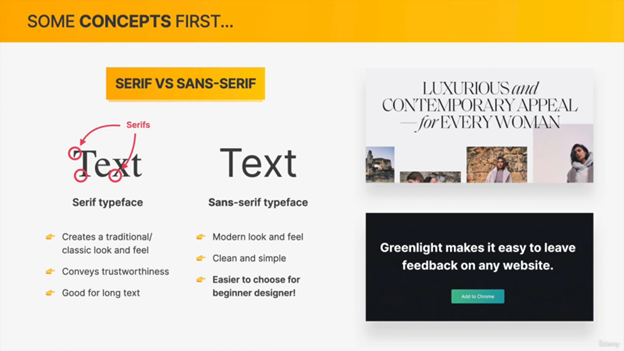 SOME CONCEPTS FIRST...
SERIF VS SANS-SERIF
Serifs
Text
Serif typeface
Creates a traditional/
classic look and feel
Conveys trustworthiness
Good for long text
Text
Sans-serif typeface
Modern look and feel
Clean and simple
Easier to choose for
beginner designer!
LUXURIOUS and
CONTEMPORARY APPEAL
— for EVERY WOMAN
Greenlight makes it easy to leave
feedback on any website.
Add to Chrome
Udemy